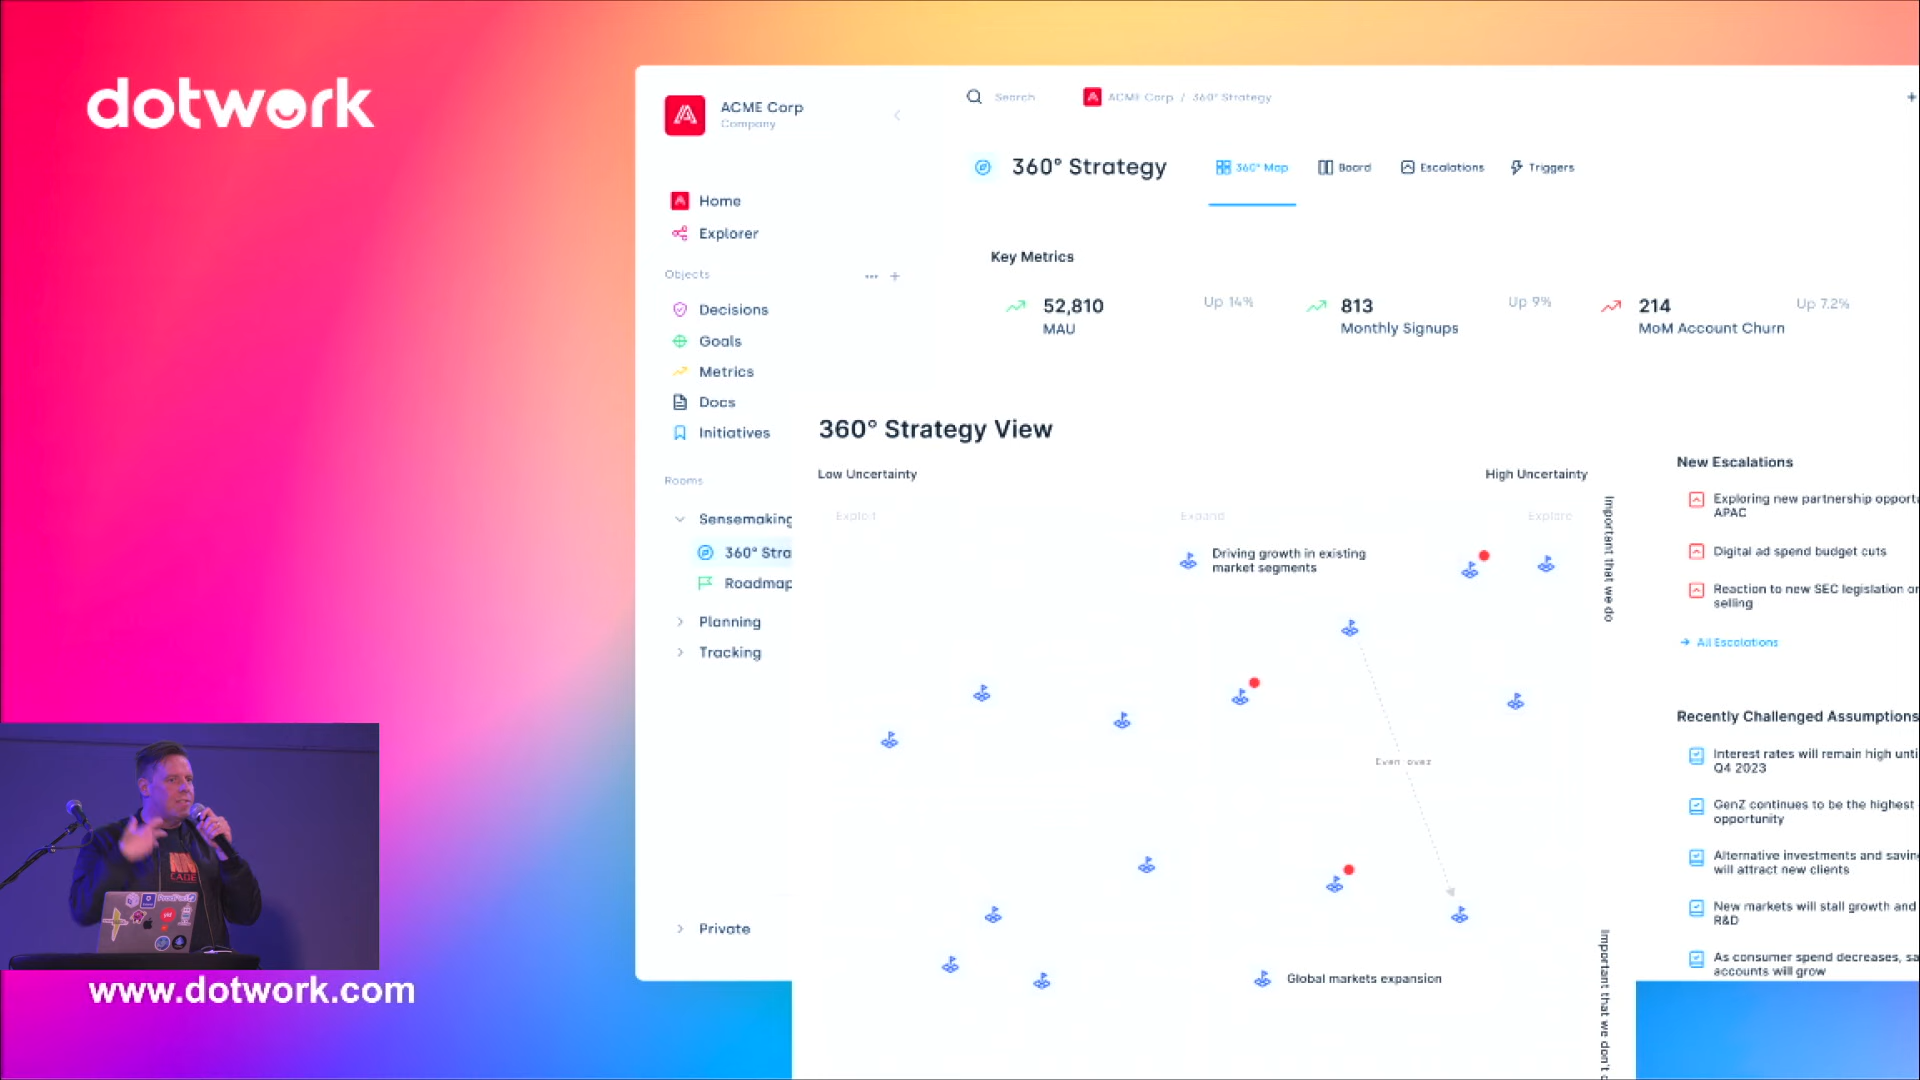 dotwork
ACME Corp
Company
Search
ACME Corp / 360° Strategy
360° Strategy
360° Map
Board
Escalations
Triggers
Home
Explorer
Objects
Decisions
Goals
Metrics
Docs
Initiatives
Rooms
Sensemaking
360° Stra
Roadmap
Planning
Tracking
Private
Key Metrics
52,810
MAU
Up 14%
813
Monthly Signups
Up 9%
214
MoM Account Churn
Up 7.2%
360° Strategy View
Low Uncertainty
High Uncertainty
Exploit
Expand
Explore
Driving growth in existing
market segments
Even over
Global markets expansion
Important that we do
Important that we don't
New Escalations
Exploring new partnership opport
APAC
Digital ad spend budget cuts
Reaction to new SEC legislation or
selling
All Escalations
Recently Challenged Assumptions
Interest rates will remain high unti
Q4 2023
GenZ continues to be the highest
opportunity
Alternative investments and savin
will attract new clients
New markets will stall growth and
R&D
As consumer spend decreases, sa
accounts will grow
CADE
www.dotwork.com